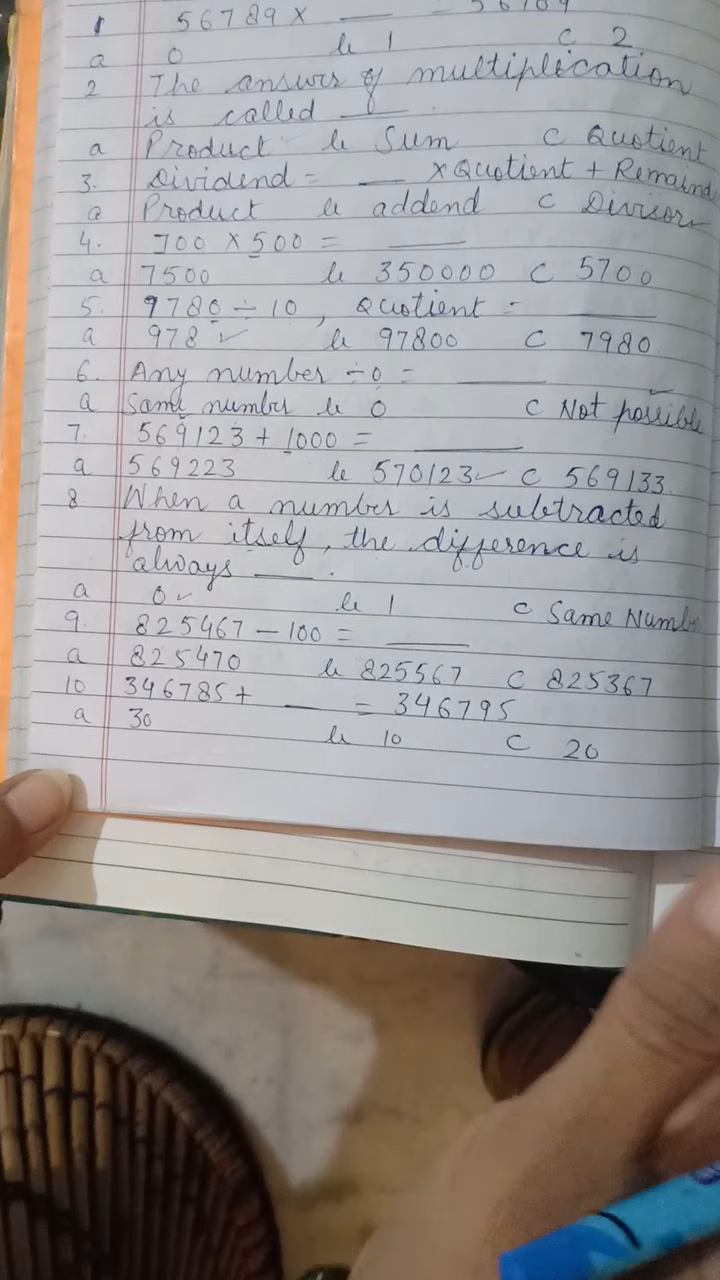 1 56789 × ___ = 56789
a 0 b 1 c 2
2 The answer of multiplication
is called ___.
a Product b Sum c Quotient
3. Dividend = ___ × Quotient + Remaind
a Product b addend c Divisor
4. 700 × 500 = ___
a 7500 b 350000 c 5700
5. 9780 ÷ 10, Quotient = ___
a 978 ✓ b 97800 c 7980
6. Any number ÷ 0 = ___
a Same number b 0 c Not possible ✓
7. 569123 + 1000 = ___
a 569223 b 570123 ✓ c 569133
8 When a number is subtracted
from itself, the difference is
always ___.
a 0 ✓ b 1 c Same Numb
9. 825467 - 100 = ___
a 825470 b 825567 c 825367
10 346785 + ___ = 346795
a 30 b 10 c 20